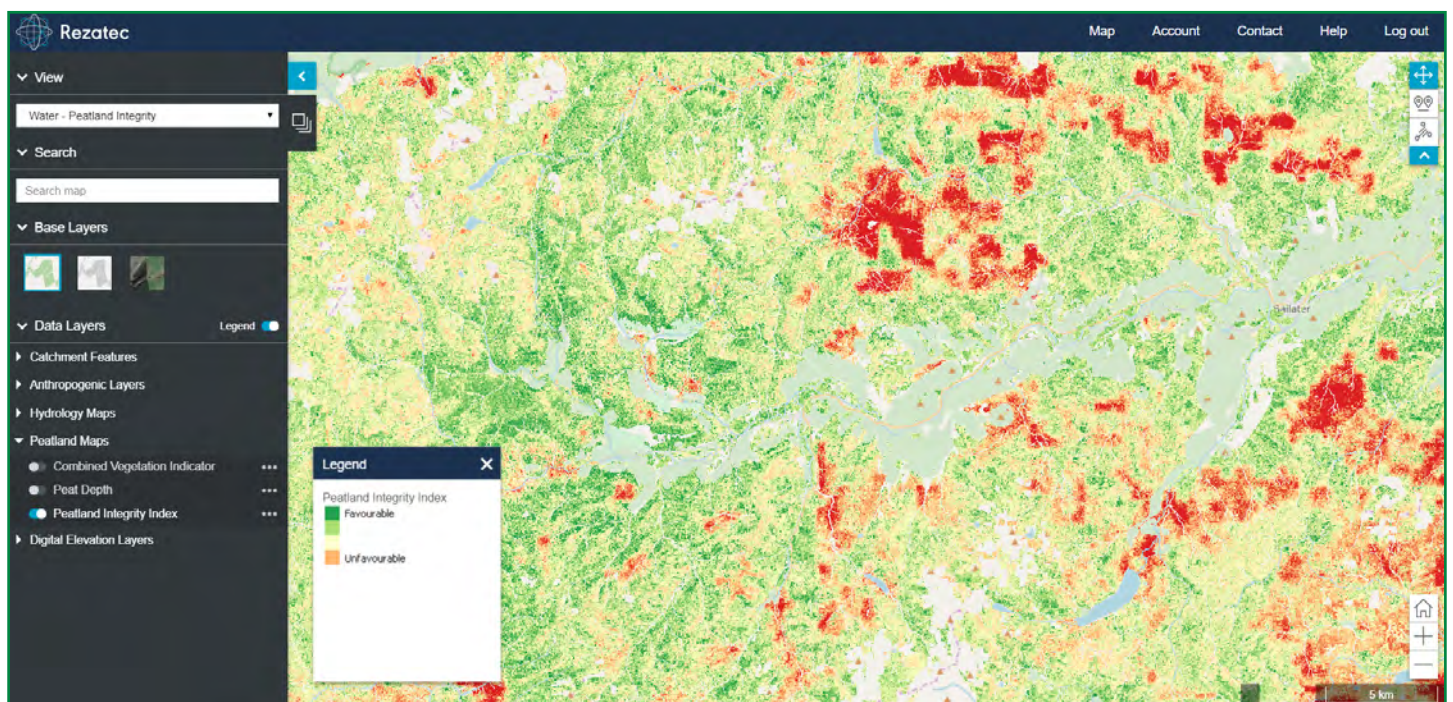 Rezatec
Map Account Contact Help Log out
View
Water - Peatland Integrity
Search
Search map
Base Layers
Data Layers Legend
Catchment Features
Anthropogenic Layers
Hydrology Maps
Peatland Maps
Combined Vegetation Indicator
Peat Depth
Peatland Integrity Index
Digital Elevation Layers
Legend
Peatland Integrity Index
Favourable
Unfavourable
Ballater
5 km